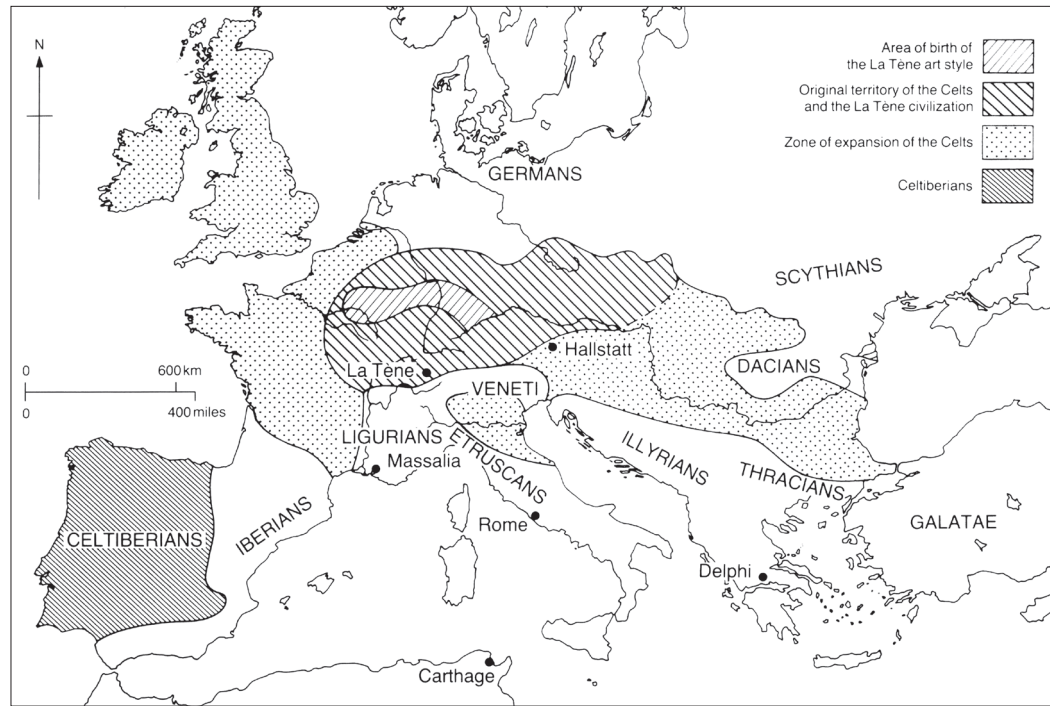 N
Area of birth of
the La Tène art style
Original territory of the Celts
and the La Tène civilization
Zone of expansion of the Celts
Celtiberians
GERMANS
SCYTHIANS
Hallstatt
DACIANS
La Tène
VENETI
0 600 km
0 400 miles
LIGURIANS
ETRUSCANS
Massalia
ILLYRIANS
THRACIANS
IBERIANS
CELTIBERIANS
Rome
GALATAE
Delphi
Carthage